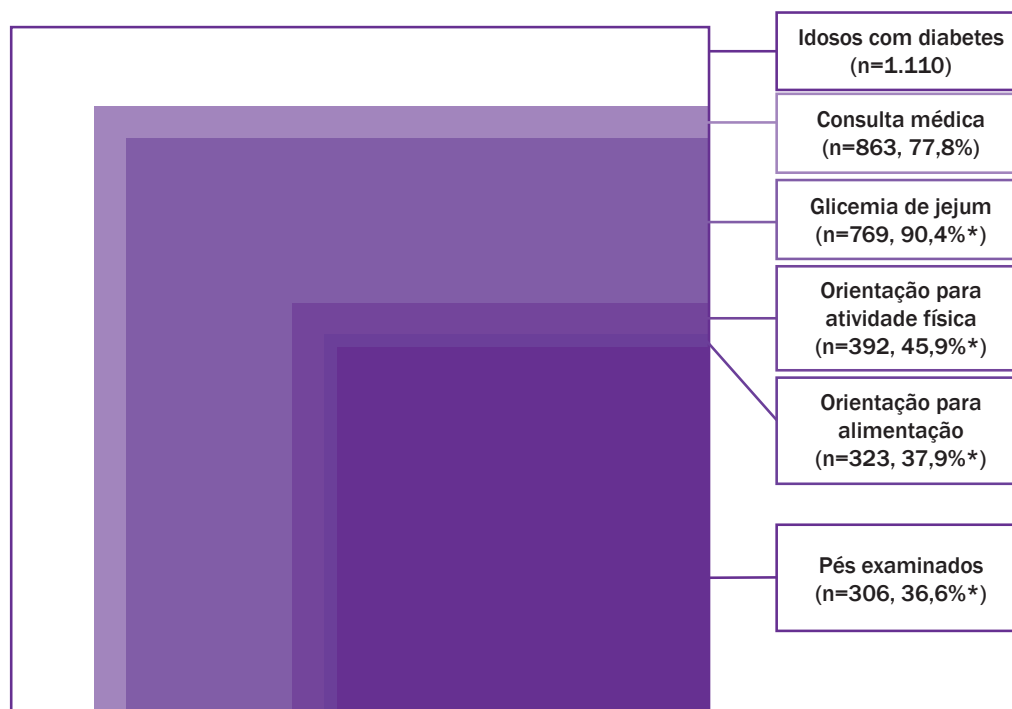 Idosos com diabetes
(n=1.110)
Consulta médica
(n=863, 77,8%)
Glicemia de jejum
(n=769, 90,4%*)
Orientação para
atividade física
(n=392, 45,9%*)
Orientação para
alimentação
(n=323, 37,9%*)
Pés examinados
(n=306, 36,6%*)